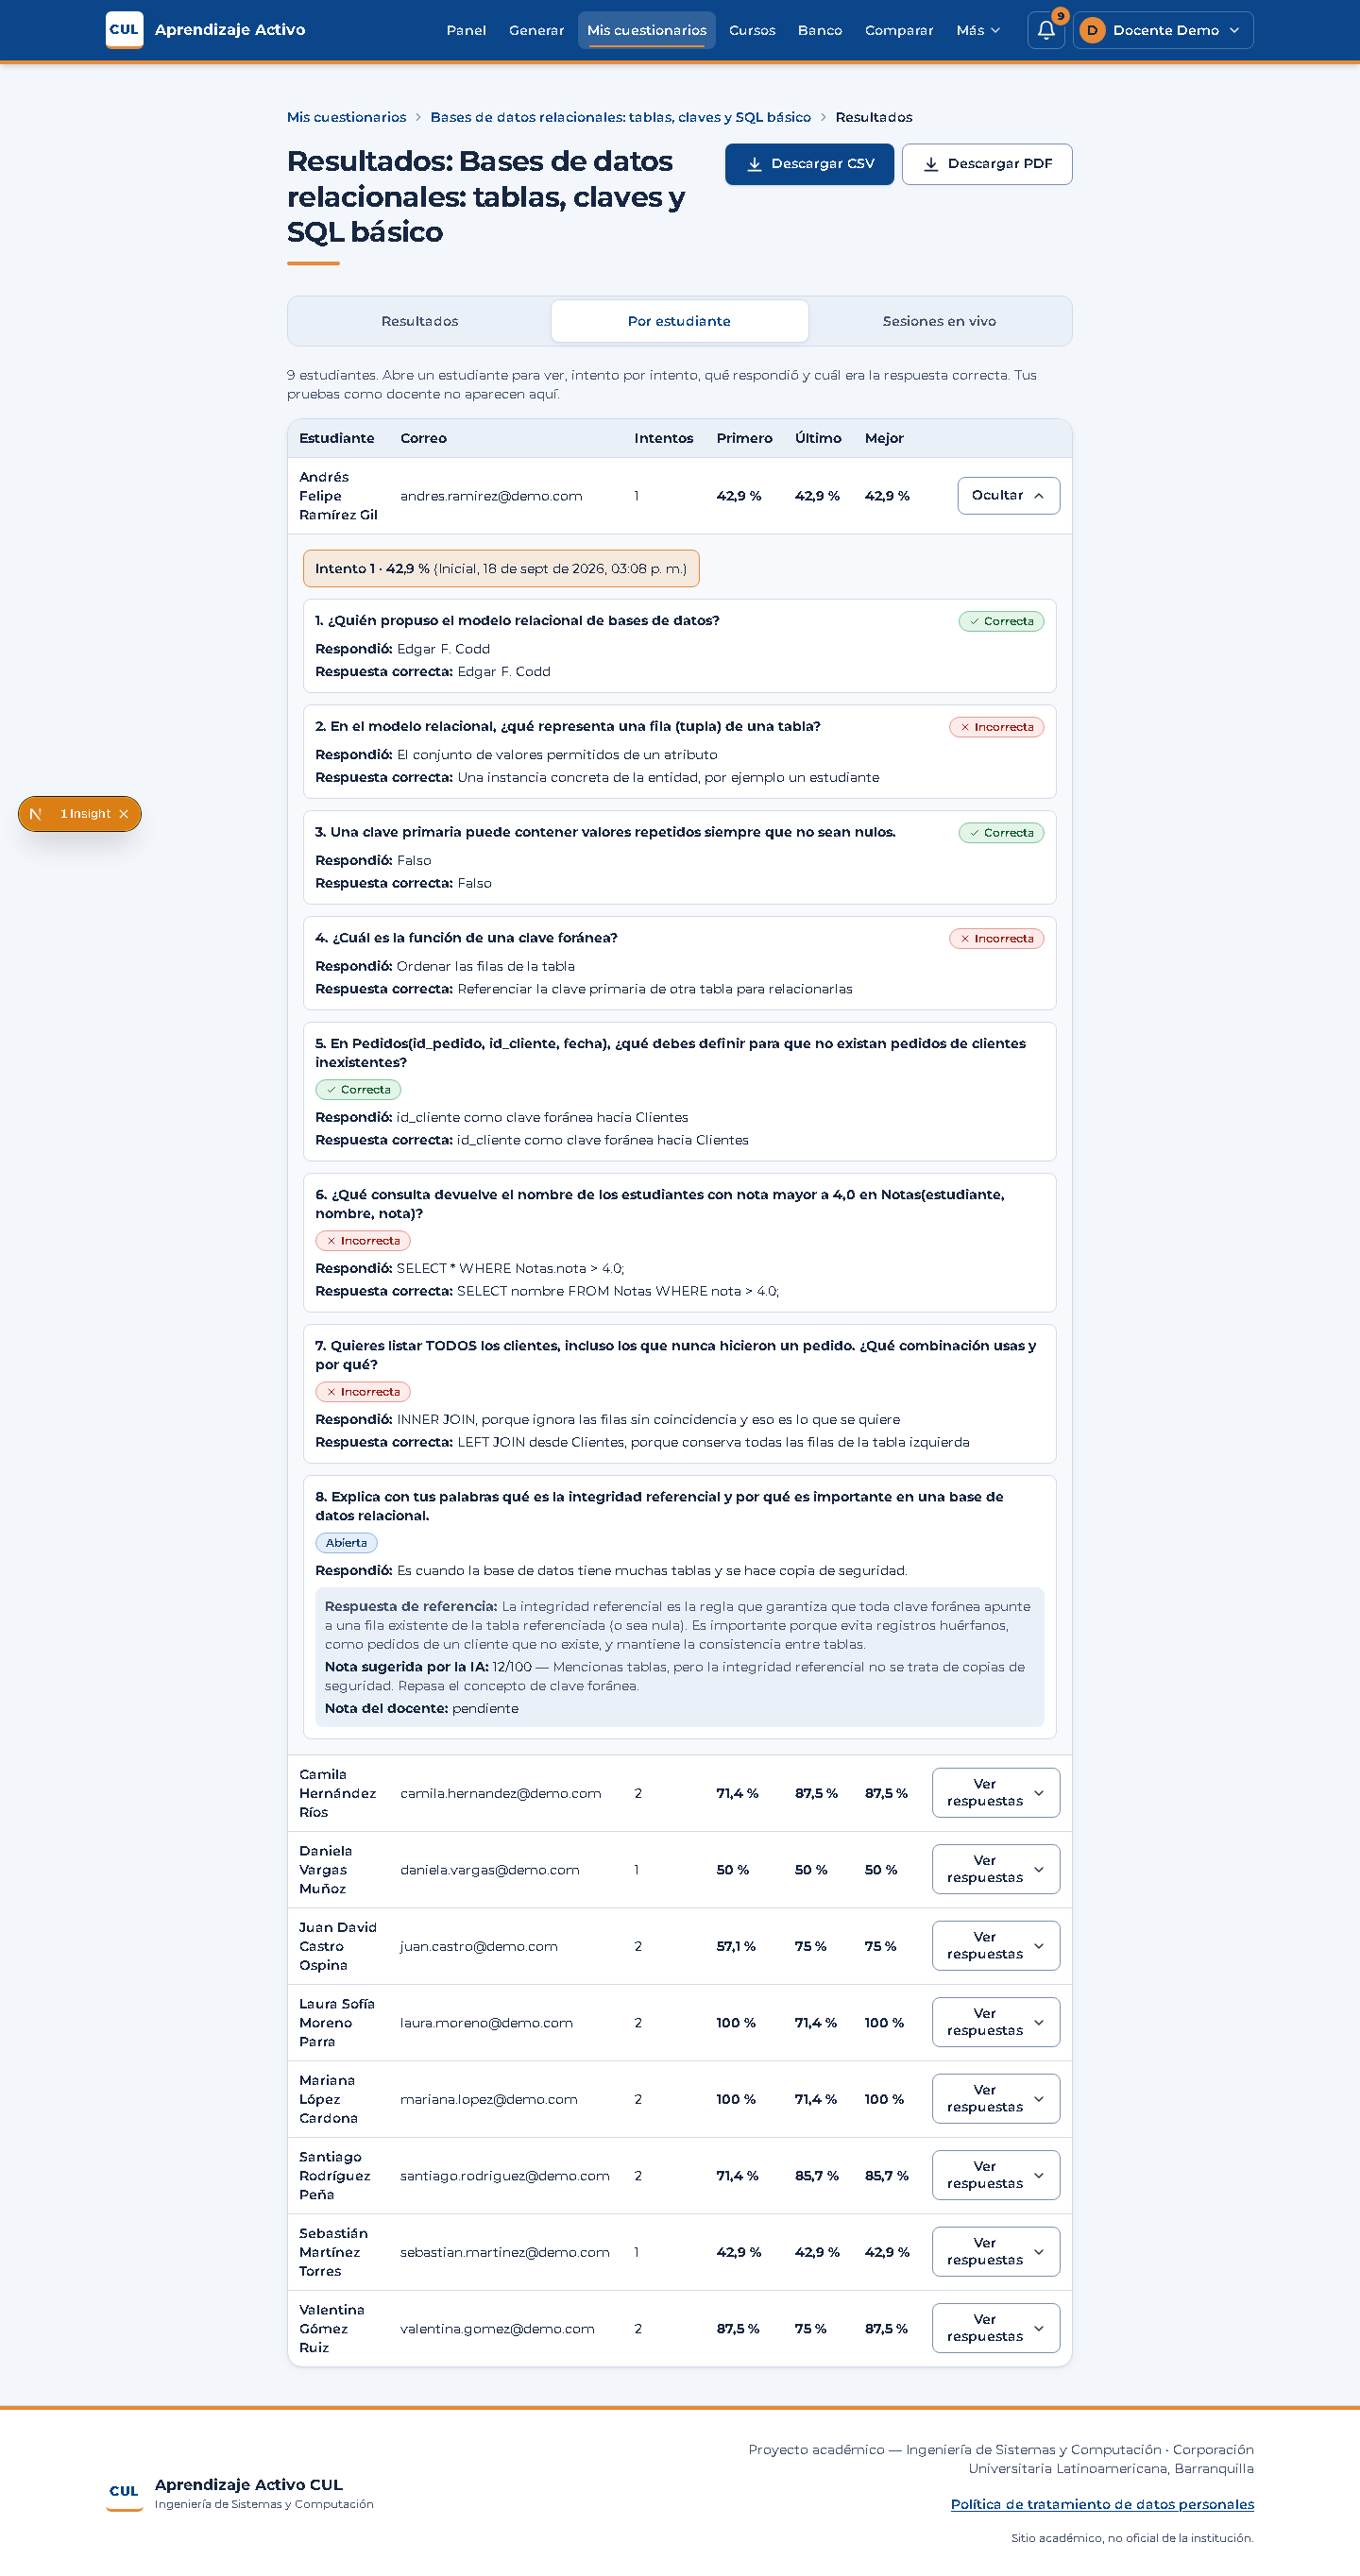 CUL Aprendizaje Activo Panel Generar Mis cuestionarios Cursos Banco Comparar Más 9 D Docente Demo
Mis cuestionarios > Bases de datos relacionales: tablas, claves y SQL básico > Resultados
Resultados: Bases de datos
relacionales: tablas, claves y
SQL básico
Descargar CSV Descargar PDF
Resultados Por estudiante Sesiones en vivo
9 estudiantes. Abre un estudiante para ver, intento por intento, qué respondió y cuál era la respuesta correcta. Tus
pruebas como docente no aparecen aquí.
Estudiante Correo Intentos Primero Último Mejor
Andrés
Felipe
Ramírez Gil
andres.ramirez@demo.com 1 42,9 % 42,9 % 42,9 % Ocultar
Intento 1 · 42,9 % (Inicial, 18 de sept de 2026, 03:08 p. m.)
1. ¿Quién propuso el modelo relacional de bases de datos? Correcta
Respondió: Edgar F. Codd
Respuesta correcta: Edgar F. Codd
2. En el modelo relacional, ¿qué representa una fila (tupla) de una tabla? Incorrecta
Respondió: El conjunto de valores permitidos de un atributo
Respuesta correcta: Una instancia concreta de la entidad, por ejemplo un estudiante
1 Insight
3. Una clave primaria puede contener valores repetidos siempre que no sean nulos. Correcta
Respondió: Falso
Respuesta correcta: Falso
4. ¿Cuál es la función de una clave foránea? Incorrecta
Respondió: Ordenar las filas de la tabla
Respuesta correcta: Referenciar la clave primaria de otra tabla para relacionarlas
5. En Pedidos(id_pedido, id_cliente, fecha), ¿qué debes definir para que no existan pedidos de clientes
inexistentes?
Correcta
Respondió: id_cliente como clave foránea hacia Clientes
Respuesta correcta: id_cliente como clave foránea hacia Clientes
6. ¿Qué consulta devuelve el nombre de los estudiantes con nota mayor a 4,0 en Notas(estudiante,
nombre, nota)?
Incorrecta
Respondió: SELECT * WHERE Notas.nota > 4.0;
Respuesta correcta: SELECT nombre FROM Notas WHERE nota > 4.0;
7. Quieres listar TODOS los clientes, incluso los que nunca hicieron un pedido. ¿Qué combinación usas y
por qué?
Incorrecta
Respondió: INNER JOIN, porque ignora las filas sin coincidencia y eso es lo que se quiere
Respuesta correcta: LEFT JOIN desde Clientes, porque conserva todas las filas de la tabla izquierda
8. Explica con tus palabras qué es la integridad referencial y por qué es importante en una base de
datos relacional.
Abierta
Respondió: Es cuando la base de datos tiene muchas tablas y se hace copia de seguridad.
Respuesta de referencia: La integridad referencial es la regla que garantiza que toda clave foránea apunte
a una fila existente de la tabla referenciada (o sea nula). Es importante porque evita registros huérfanos,
como pedidos de un cliente que no existe, y mantiene la consistencia entre tablas.
Nota sugerida por la IA: 12/100 — Mencionas tablas, pero la integridad referencial no se trata de copias de
seguridad. Repasa el concepto de clave foránea.
Nota del docente: pendiente
Camila
Hernández
Ríos
camila.hernandez@demo.com 2 71,4 % 87,5 % 87,5 % Ver
respuestas
Daniela
Vargas
Muñoz
daniela.vargas@demo.com 1 50 % 50 % 50 % Ver
respuestas
Juan David
Castro
Ospina
juan.castro@demo.com 2 57,1 % 75 % 75 % Ver
respuestas
Laura Sofía
Moreno
Parra
laura.moreno@demo.com 2 100 % 71,4 % 100 % Ver
respuestas
Mariana
López
Cardona
mariana.lopez@demo.com 2 100 % 71,4 % 100 % Ver
respuestas
Santiago
Rodríguez
Peña
santiago.rodriguez@demo.com 2 71,4 % 85,7 % 85,7 % Ver
respuestas
Sebastián
Martínez
Torres
sebastian.martinez@demo.com 1 42,9 % 42,9 % 42,9 % Ver
respuestas
Valentina
Gómez
Ruiz
valentina.gomez@demo.com 2 87,5 % 75 % 87,5 % Ver
respuestas
CUL Aprendizaje Activo CUL
Ingeniería de Sistemas y Computación
Proyecto académico — Ingeniería de Sistemas y Computación · Corporación
Universitaria Latinoamericana, Barranquilla
Política de tratamiento de datos personales
Sitio académico, no oficial de la institución.